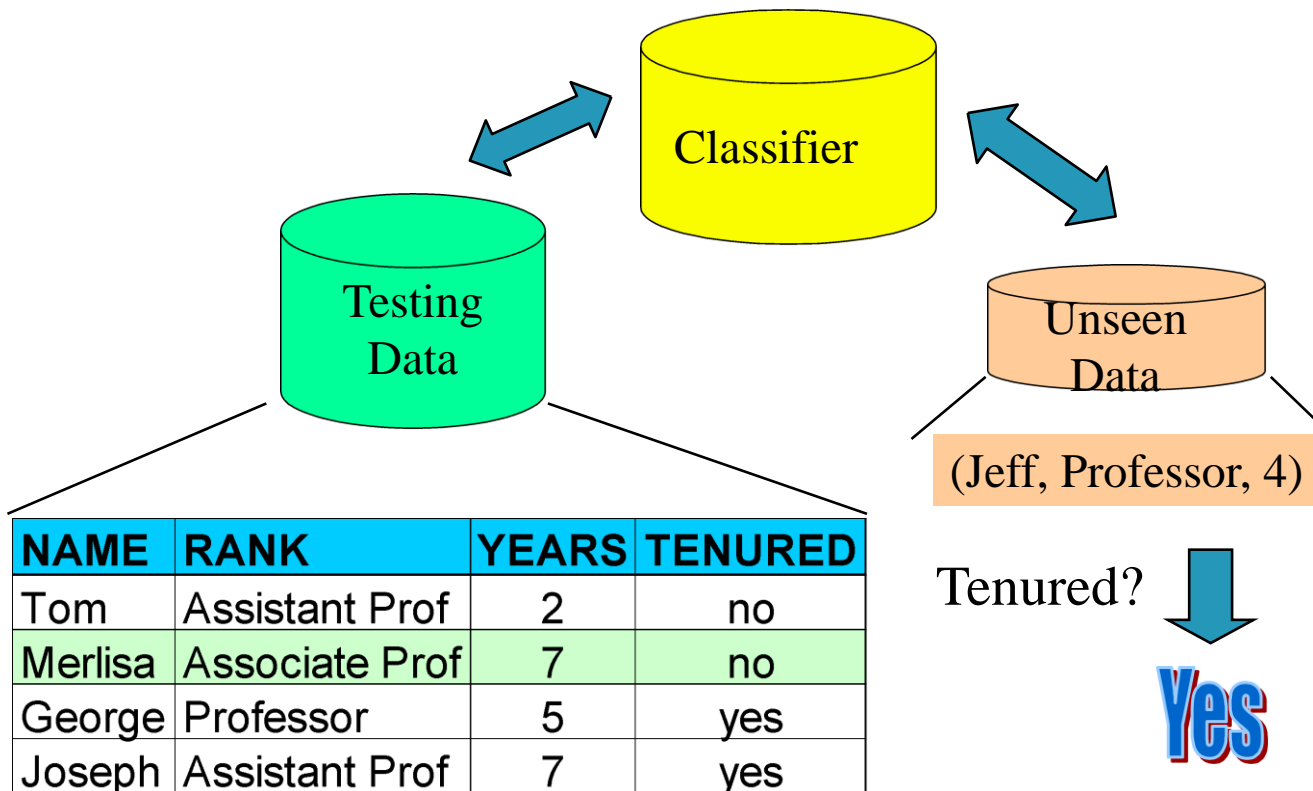 Classifier
Testing
Data
Unseen
Data
(Jeff, Professor, 4)
NAME RANK YEARS TENURED
Tom Assistant Prof 2 no
Merlisa Associate Prof 7 no
George Professor 5 yes
Joseph Assistant Prof 7 yes
Tenured?
Yes